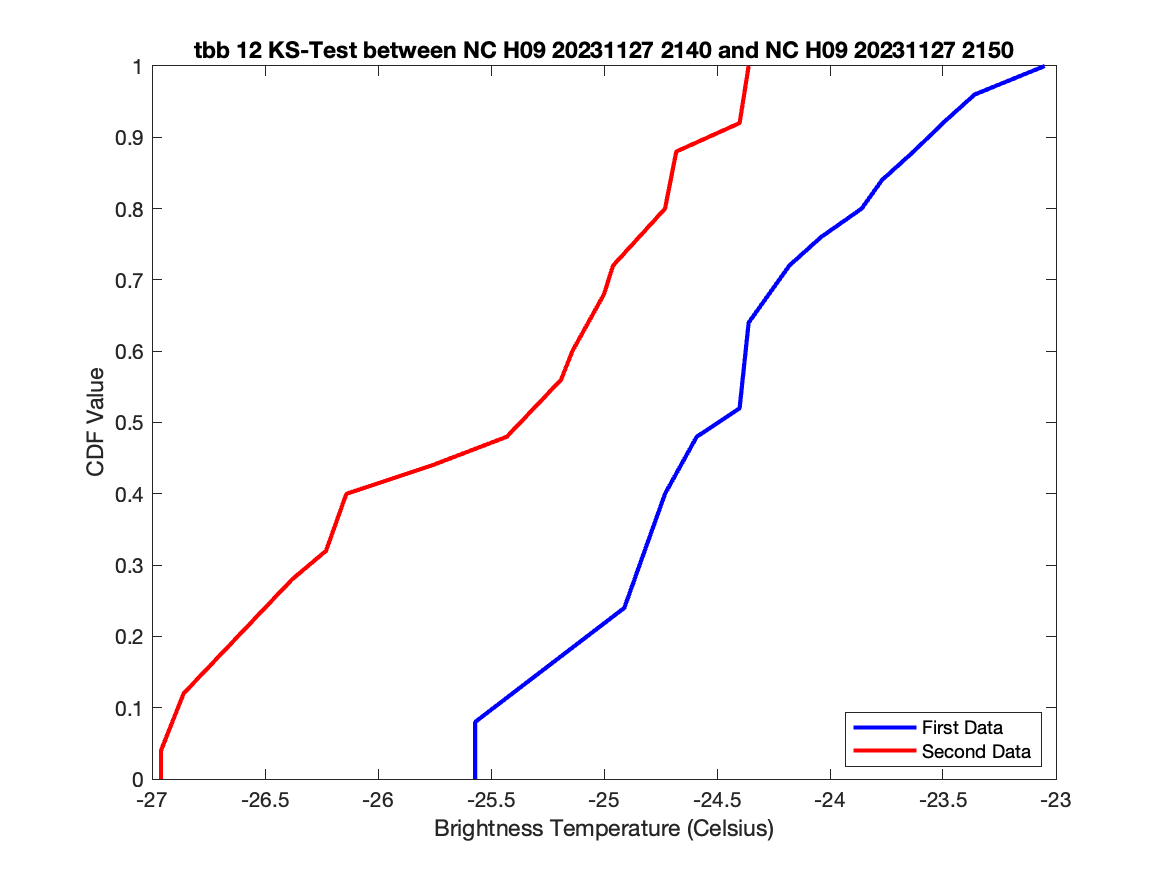 tbb 12 KS-Test between NC H09 20231127 2140 and NC H09 20231127 2150
1
0.9
0.8
0.7
0.6
0.5
0.4
0.3
0.2
0.1
0
CDF Value
First Data
Second Data
-27 -26.5 -26 -25.5 -25 -24.5 -24 -23.5 -23
Brightness Temperature (Celsius)